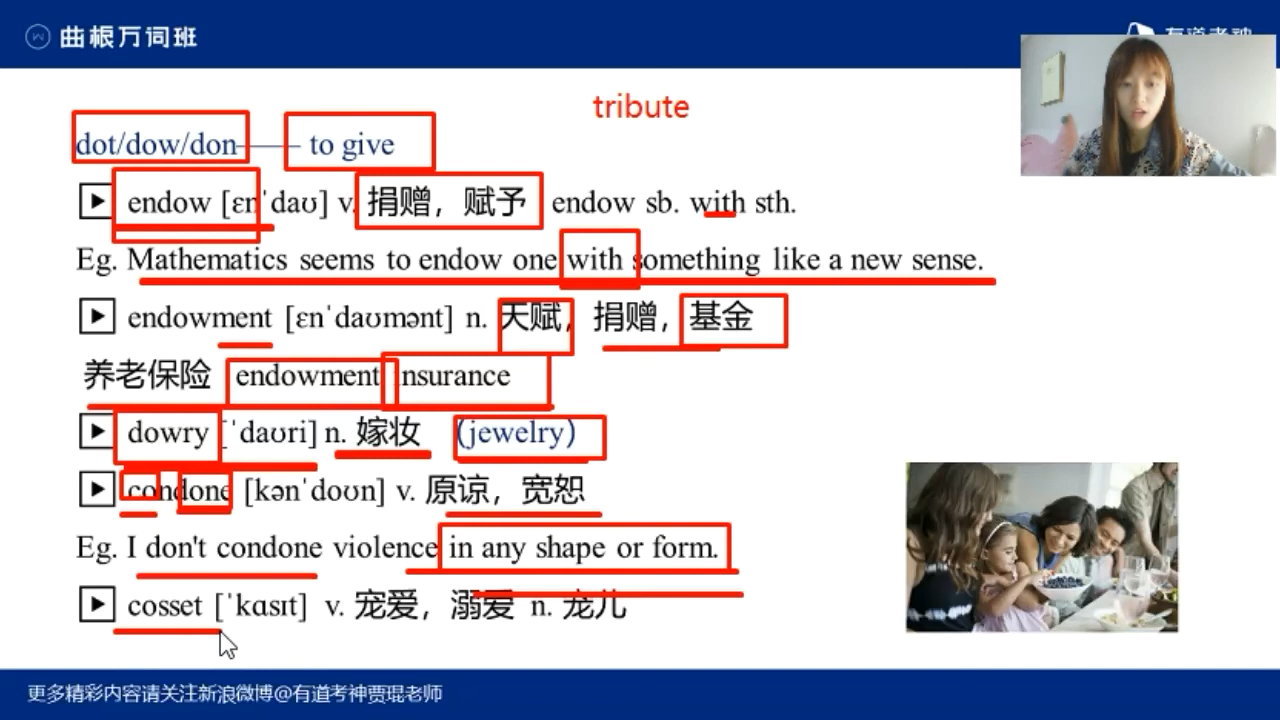 曲根万词班
有道考神
tribute
dot/dow/don—— to give
endow [ɛnˈdaʊ] v. 捐赠，赋予 endow sb. with sth.
Eg. Mathematics seems to endow one with something like a new sense.
endowment [ɛnˈdaʊmənt] n. 天赋，捐赠，基金
养老保险 endowment insurance
dowry [ˈdaʊri] n. 嫁妆 (jewelry）
condone [kənˈdoʊn] v. 原谅，宽恕
Eg. I don't condone violence in any shape or form.
cosset [ˈkɑsɪt] v. 宠爱，溺爱 n. 宠儿
更多精彩内容请关注新浪微博@有道考神贾琨老师